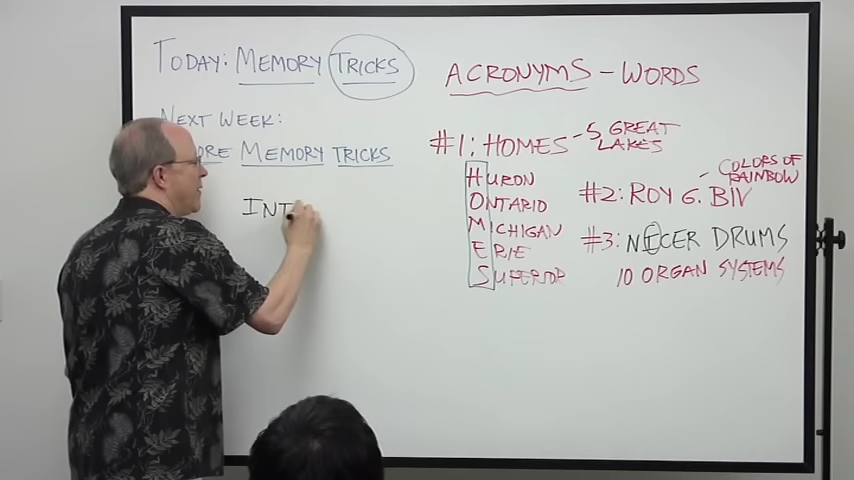 TODAY: MEMORY TRICKS
NEXT WEEK:
MORE MEMORY TRICKS
INT
ACRONYMS - WORDS
#1: HOMES - 5 GREAT
LAKES
HURON
ONTARIO
MICHIGAN
ERIE
SUPERIOR
#2: ROY G. BIV - COLORS OF
RAINBOW
#3: NICER DRUMS
10 ORGAN SYSTEMS